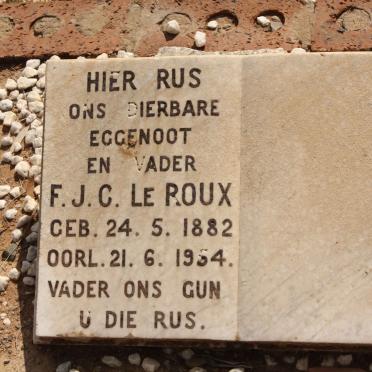 HIER RUS
ONS DIERBARE
EGGENOOT
EN VADER
F.J.C. LE ROUX
GEB. 24. 5. 1882
OORL. 21. 6. 1954.
VADER ONS GUN
U DIE RUS.